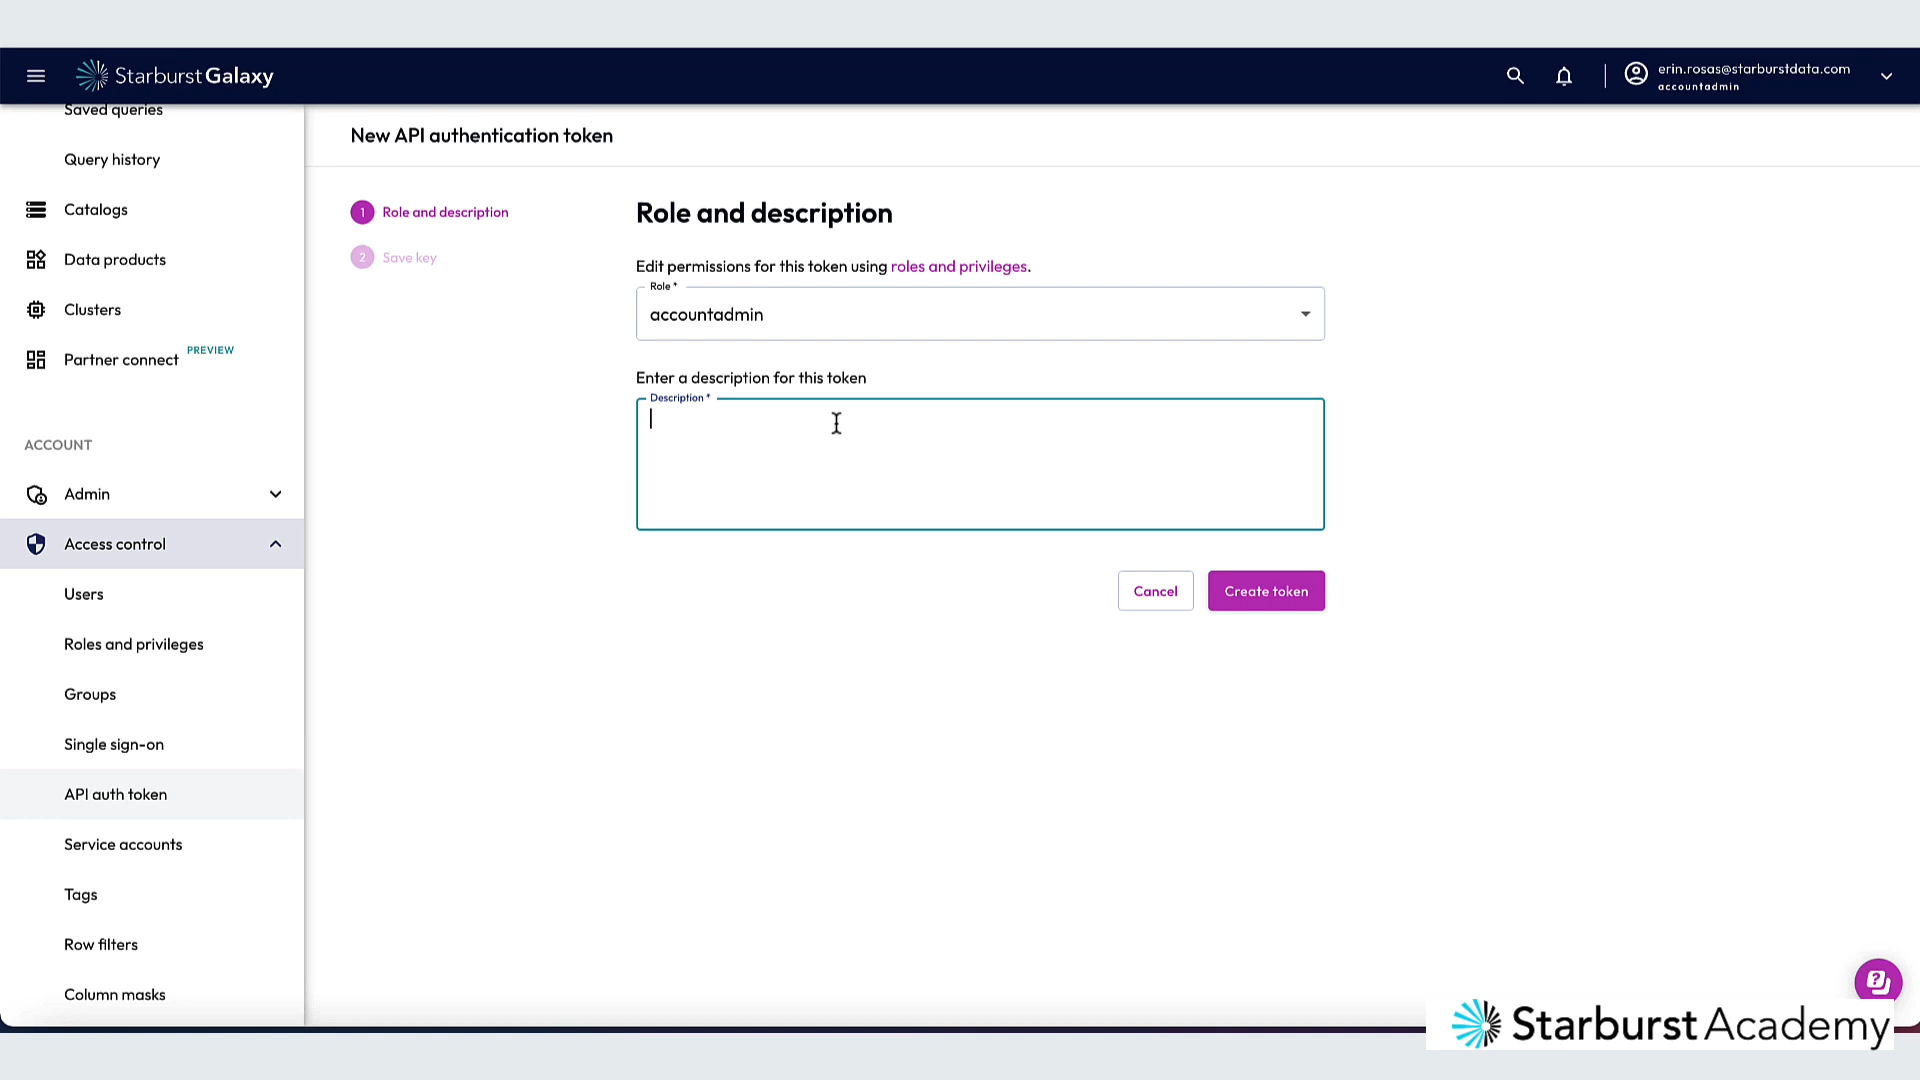 Starburst Galaxy
erin.rosas@starburstdata.com
accountadmin
Saved queries
Query history
Catalogs
Data products
Clusters
Partner connect PREVIEW
ACCOUNT
Admin
Access control
Users
Roles and privileges
Groups
Single sign-on
API auth token
Service accounts
Tags
Row filters
Column masks
New API authentication token
1 Role and description
2 Save key
Role and description
Edit permissions for this token using roles and privileges.
Role *
accountadmin
Enter a description for this token
Description *
Cancel
Create token
?
Starburst Academy